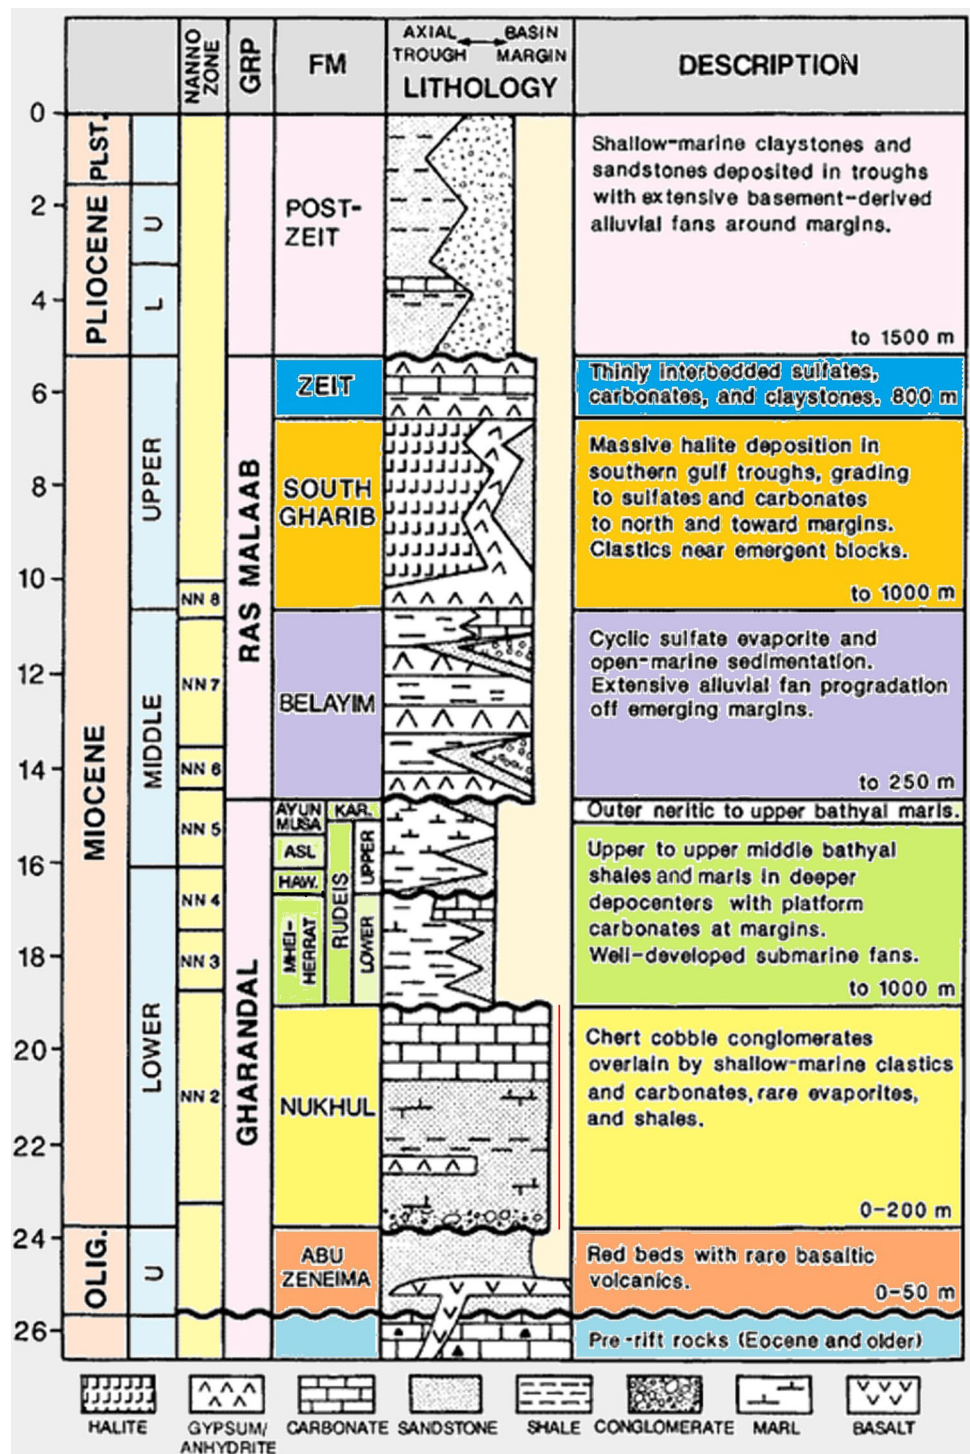 NANNO ZONE
GRP
FM
AXIAL TROUGH
BASIN MARGIN
LITHOLOGY
DESCRIPTION
0
2
4
6
8
10
12
14
16
18
20
22
24
26
PLST.
PLIOCENE
U
L
MIOCENE
UPPER
MIDDLE
LOWER
OLIG.
U
NN 8
NN 7
NN 6
NN 5
NN 4
NN 3
NN 2
RAS MALAAB
GHARANDAL
POST-
ZEIT
Shallow-marine claystones and
sandstones deposited in troughs
with extensive basement-derived
alluvial fans around margins.
to 1500 m
ZEIT
Thinly interbedded sulfates,
carbonates, and claystones. 800 m
SOUTH
GHARIB
Massive halite deposition in
southern gulf troughs, grading
to sulfates and carbonates
to north and toward margins.
Clastics near emergent blocks.
to 1000 m
BELAYIM
Cyclic sulfate evaporite and
open-marine sedimentation.
Extensive alluvial fan progradation
off emerging margins.
to 250 m
AYUN
MUSA
KAR.
Outer neritic to upper bathyal marls.
ASL
HAW.
MHEI-
HERRAT
RUDEIS
UPPER
LOWER
Upper to upper middle bathyal
shales and marls in deeper
depocenters with platform
carbonates at margins.
Well-developed submarine fans.
to 1000 m
NUKHUL
Chert cobble conglomerates
overlain by shallow-marine clastics
and carbonates, rare evaporites,
and shales.
0-200 m
ABU
ZENEIMA
Red beds with rare basaltic
volcanics.
0-50 m
Pre-rift rocks (Eocene and older)
HALITE
GYPSUM/
ANHYDRITE
CARBONATE
SANDSTONE
SHALE
CONGLOMERATE
MARL
BASALT